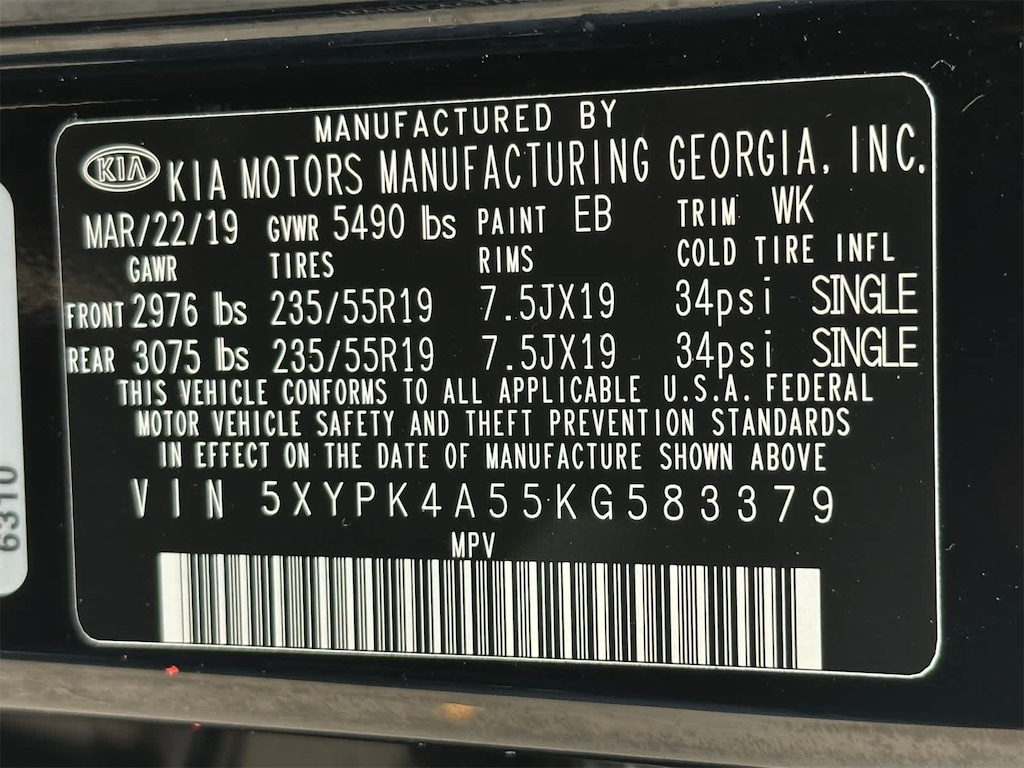 MANUFACTURED BY
KIA KIA MOTORS MANUFACTURING GEORGIA, INC.
MAR/22/19 GVWR 5490 lbs PAINT EB TRIM WK
GAWR TIRES RIMS COLD TIRE INFL
FRONT 2976 lbs 235/55R19 7.5JX19 34psi SINGLE
REAR 3075 lbs 235/55R19 7.5JX19 34psi SINGLE
THIS VEHICLE CONFORMS TO ALL APPLICABLE U.S.A. FEDERAL
MOTOR VEHICLE SAFETY AND THEFT PREVENTION STANDARDS
IN EFFECT ON THE DATE OF MANUFACTURE SHOWN ABOVE
VIN 5XYPK4A55KG583379
MPV
6310